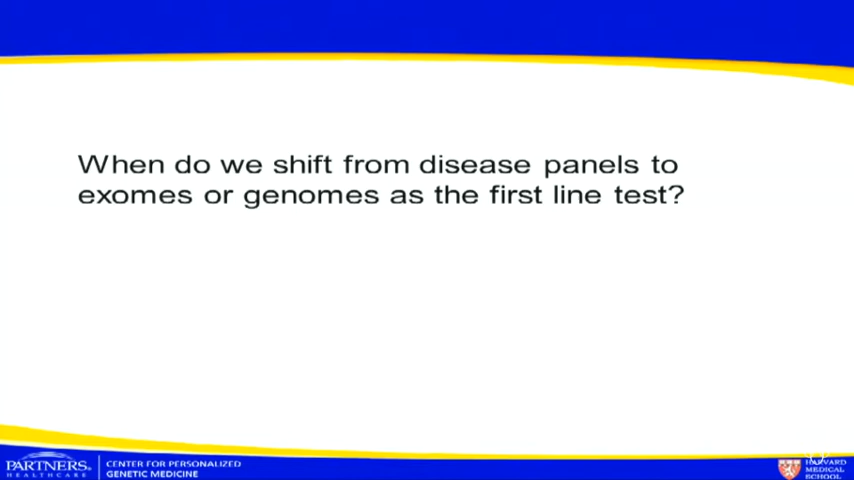 When do we shift from disease panels to
exomes or genomes as the first line test?
PARTNERS.
HEALTHCARE
CENTER FOR PERSONALIZED
GENETIC MEDICINE
HARVARD
MEDICAL
SCHOOL